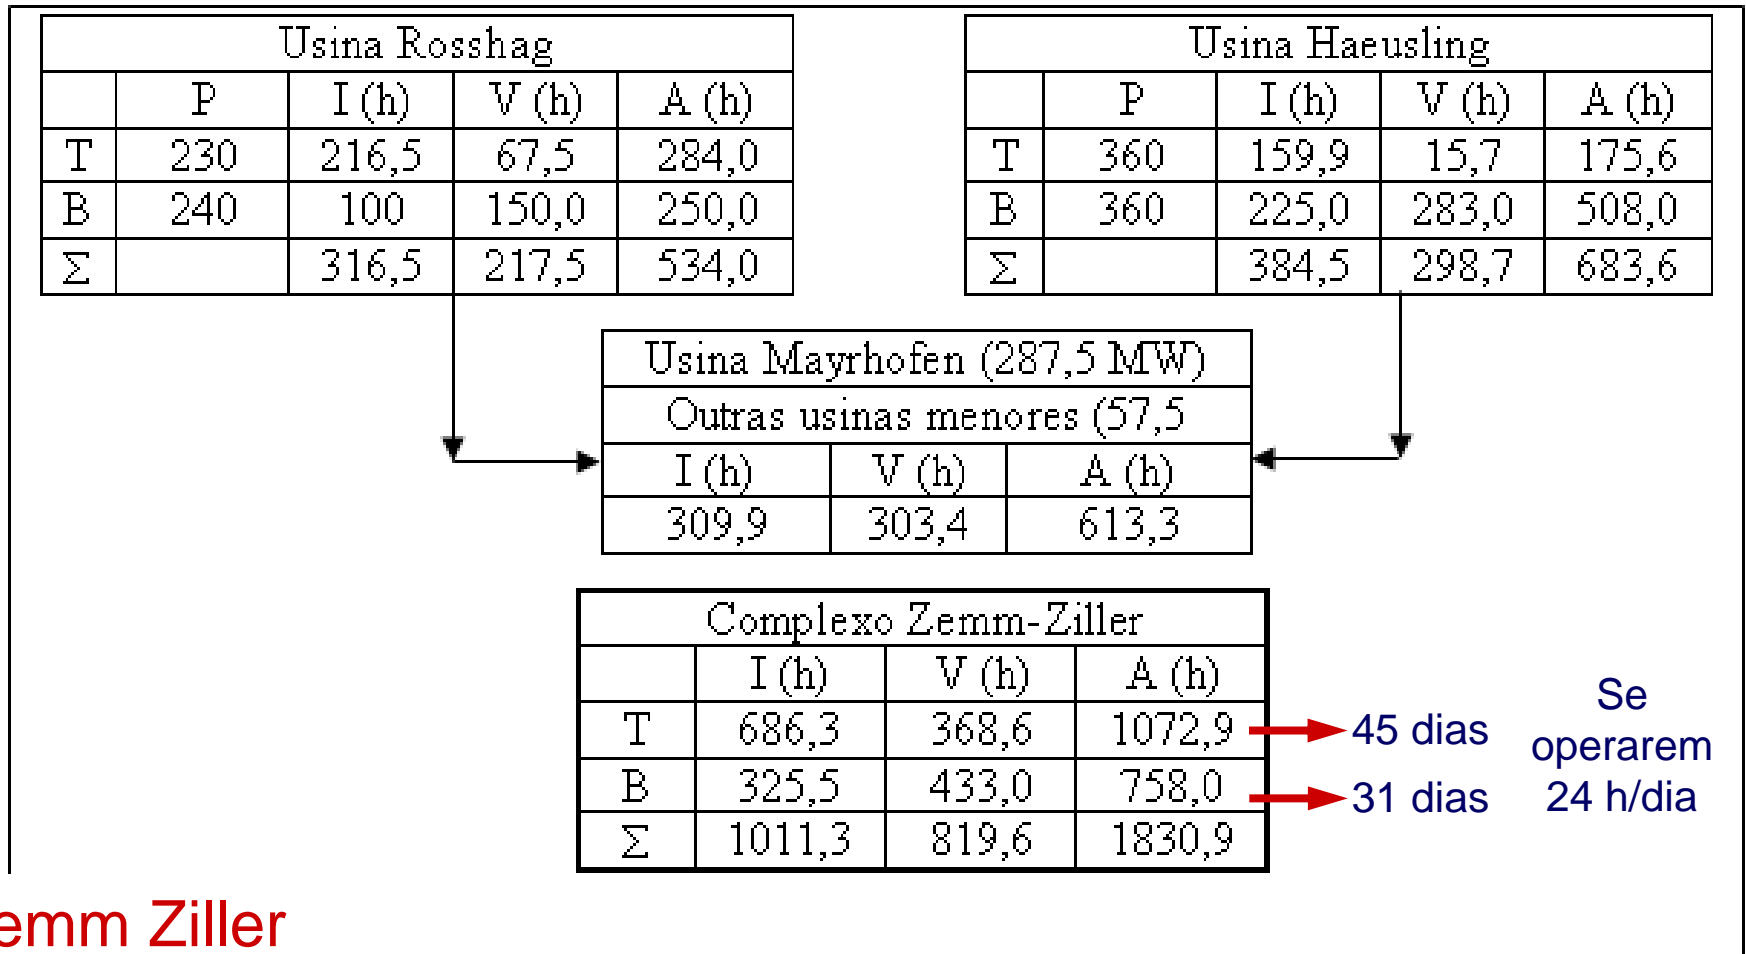 Usina Rosshag
P I (h) V (h) A (h)
T 230 216,5 67,5 284,0
B 240 100 150,0 250,0
Σ 316,5 217,5 534,0
Usina Haeusling
P I (h) V (h) A (h)
T 360 159,9 15,7 175,6
B 360 225,0 283,0 508,0
Σ 384,5 298,7 683,6
Usina Mayrhofen (287,5 MW)
Outras usinas menores (57,5
I (h) V (h) A (h)
309,9 303,4 613,3
Complexo Zemm-Ziller
I (h) V (h) A (h)
T 686,3 368,6 1072,9
B 325,5 433,0 758,0
Σ 1011,3 819,6 1830,9
45 dias
31 dias
Se
operarem
24 h/dia
emm Ziller